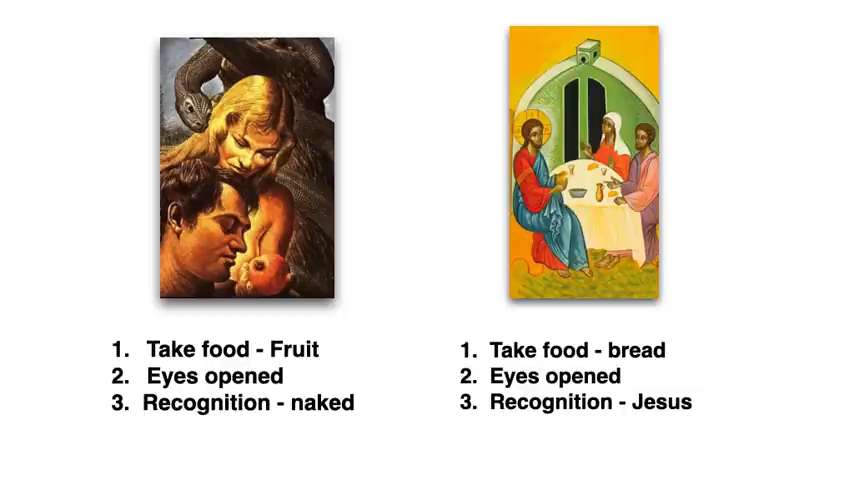 1. Take food - Fruit
2. Eyes opened
3. Recognition - naked
1. Take food - bread
2. Eyes opened
3. Recognition - Jesus